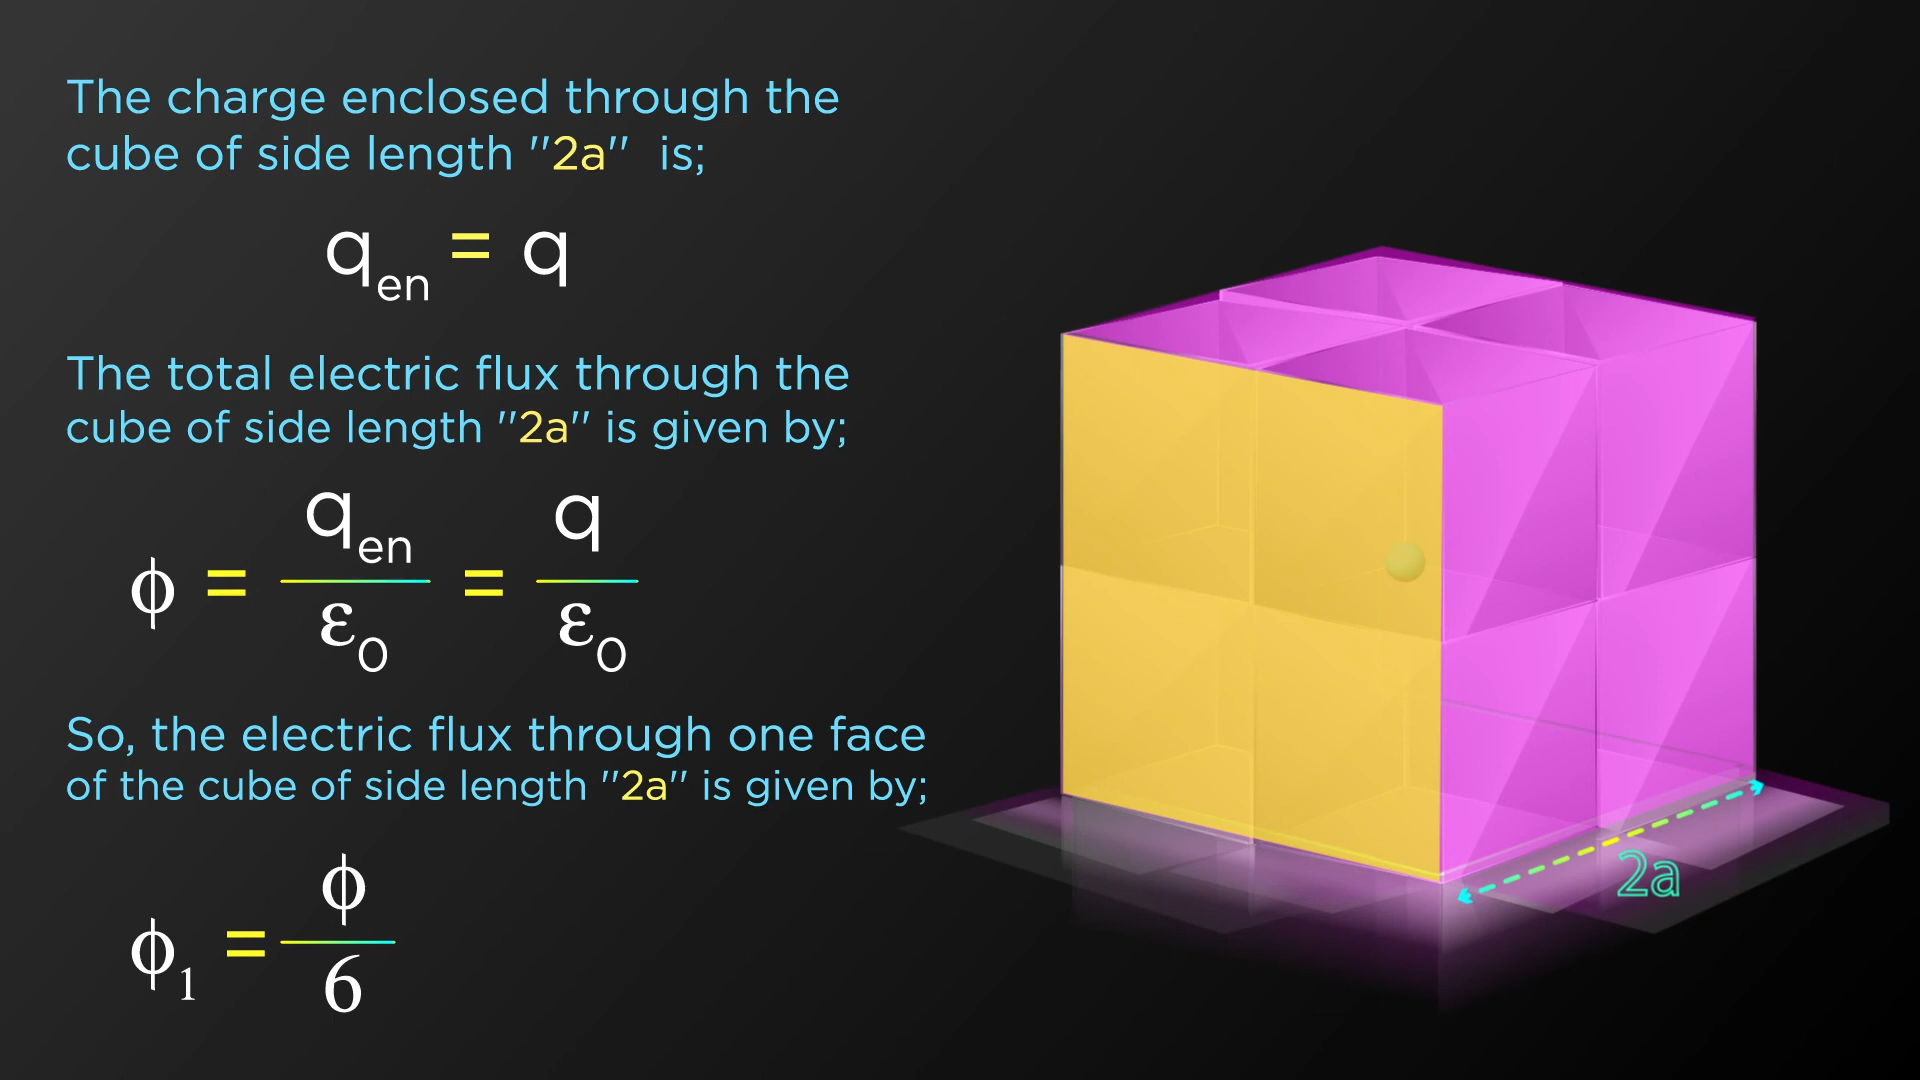 The charge enclosed through the
cube of side length "2a" is;
qen = q
The total electric flux through the
cube of side length "2a" is given by;
ϕ = qen/ε0 = q/ε0
So, the electric flux through one face
of the cube of side length "2a" is given by;
ϕ1 = ϕ/6
2a